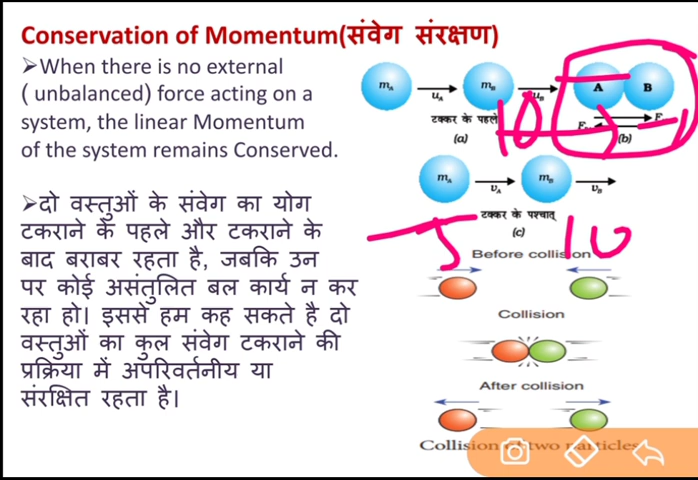 Conservation of Momentum(संवेग संरक्षण)
➢When there is no external
( unbalanced) force acting on a
system, the linear Momentum
of the system remains Conserved.
➢दो वस्तुओं के संवेग का योग
टकराने के पहले और टकराने के
बाद बराबर रहता है, जबकि उन
पर कोई असंतुलित बल कार्य न कर
रहा हो। इससे हम कह सकते है दो
वस्तुओं का कुल संवेग टकराने की
प्रक्रिया में अपरिवर्तनीय या
संरक्षित रहता है।
mA mB A B
uA uB
टक्कर के पहले 10 F
(a) (b)
mA mB
vA vB
टक्कर के पश्चात्
(c)
5 10
Before collision
Collision
After collision
Collision two particles